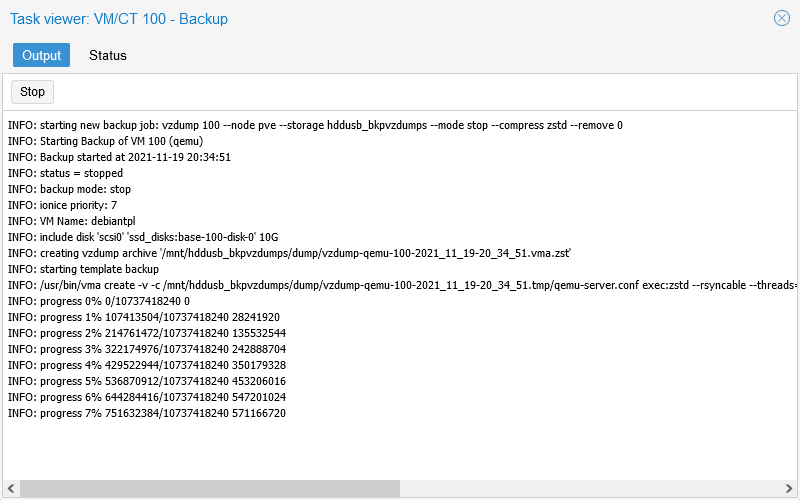 Task viewer: VM/CT 100 - Backup
Output Status
Stop
INFO: starting new backup job: vzdump 100 --node pve --storage hddusb_bkpvzdumps --mode stop --compress zstd --remove 0
INFO: Starting Backup of VM 100 (qemu)
INFO: Backup started at 2021-11-19 20:34:51
INFO: status = stopped
INFO: backup mode: stop
INFO: ionice priority: 7
INFO: VM Name: debiantpl
INFO: include disk 'scsi0' 'ssd_disks:base-100-disk-0' 10G
INFO: creating vzdump archive '/mnt/hddusb_bkpvzdumps/dump/vzdump-qemu-100-2021_11_19-20_34_51.vma.zst'
INFO: starting template backup
INFO: /usr/bin/vma create -v -c /mnt/hddusb_bkpvzdumps/dump/vzdump-qemu-100-2021_11_19-20_34_51.tmp/qemu-server.conf exec:zstd --rsyncable --threads=
INFO: progress 0% 0/10737418240 0
INFO: progress 1% 107413504/10737418240 28241920
INFO: progress 2% 214761472/10737418240 135532544
INFO: progress 3% 322174976/10737418240 242888704
INFO: progress 4% 429522944/10737418240 350179328
INFO: progress 5% 536870912/10737418240 453206016
INFO: progress 6% 644284416/10737418240 547201024
INFO: progress 7% 751632384/10737418240 571166720